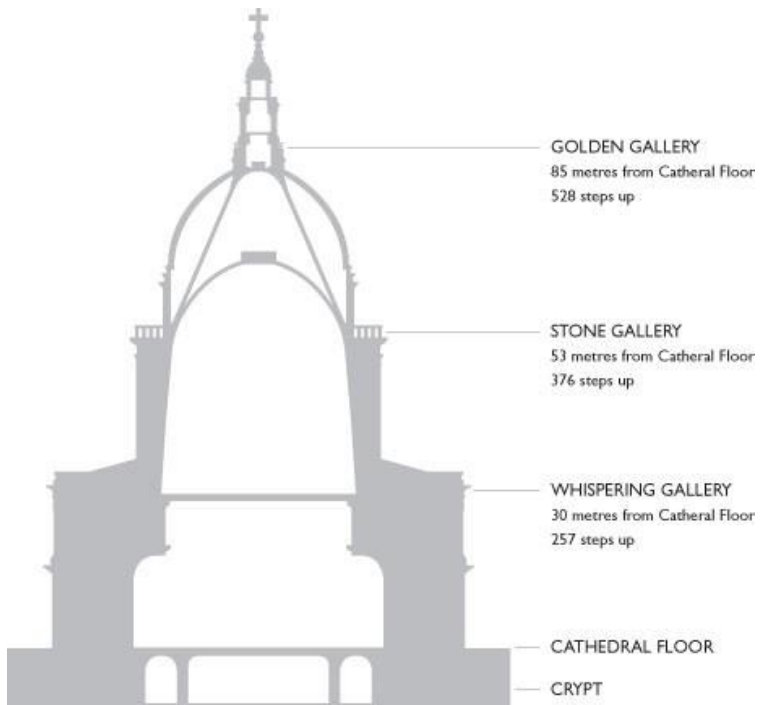 GOLDEN GALLERY
85 metres from Catheral Floor
528 steps up
STONE GALLERY
53 metres from Catheral Floor
376 steps up
WHISPERING GALLERY
30 metres from Catheral Floor
257 steps up
CATHEDRAL FLOOR
CRYPT